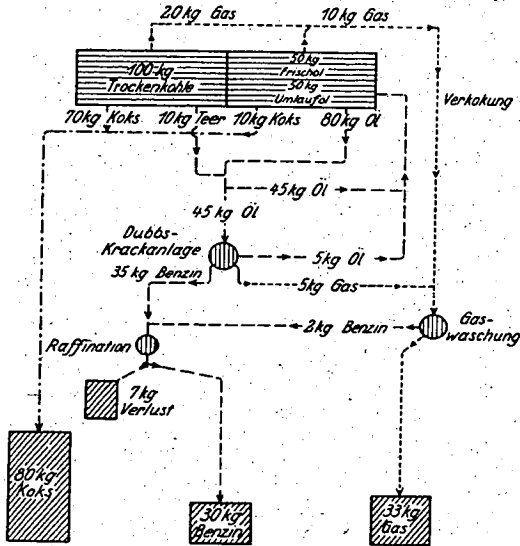 20 kg Gas
10 kg Gas
100 kg
Trockenkohle
50 kg
Frischöl
50 kg
Umlauföl
Verkokung
70 kg Koks
10 kg Teer
10 kg Koks
80 kg Öl
45 kg Öl
45 kg Öl
Dubbs-
Krackanlage
5 kg Öl
35 kg Benzin
5 kg Gas
2 kg Benzin
Gas-
waschung
Raffination
7 kg
Verlust
80 kg
Koks
30 kg
Benzin
33 kg
Gas